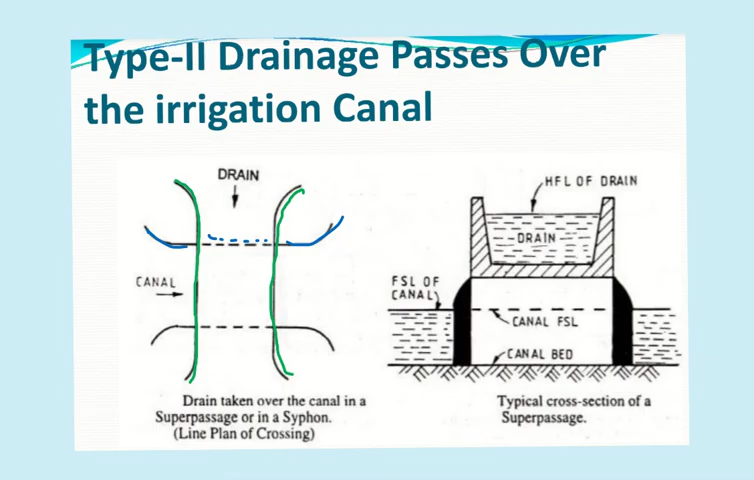 Type-II Drainage Passes Over
the irrigation Canal
DRAIN
CANAL
Drain taken over the canal in a
Superpassage or in a Syphon.
(Line Plan of Crossing)
HFL OF DRAIN
DRAIN
FSL OF
CANAL
CANAL FSL
CANAL BED
Typical cross-section of a
Superpassage.